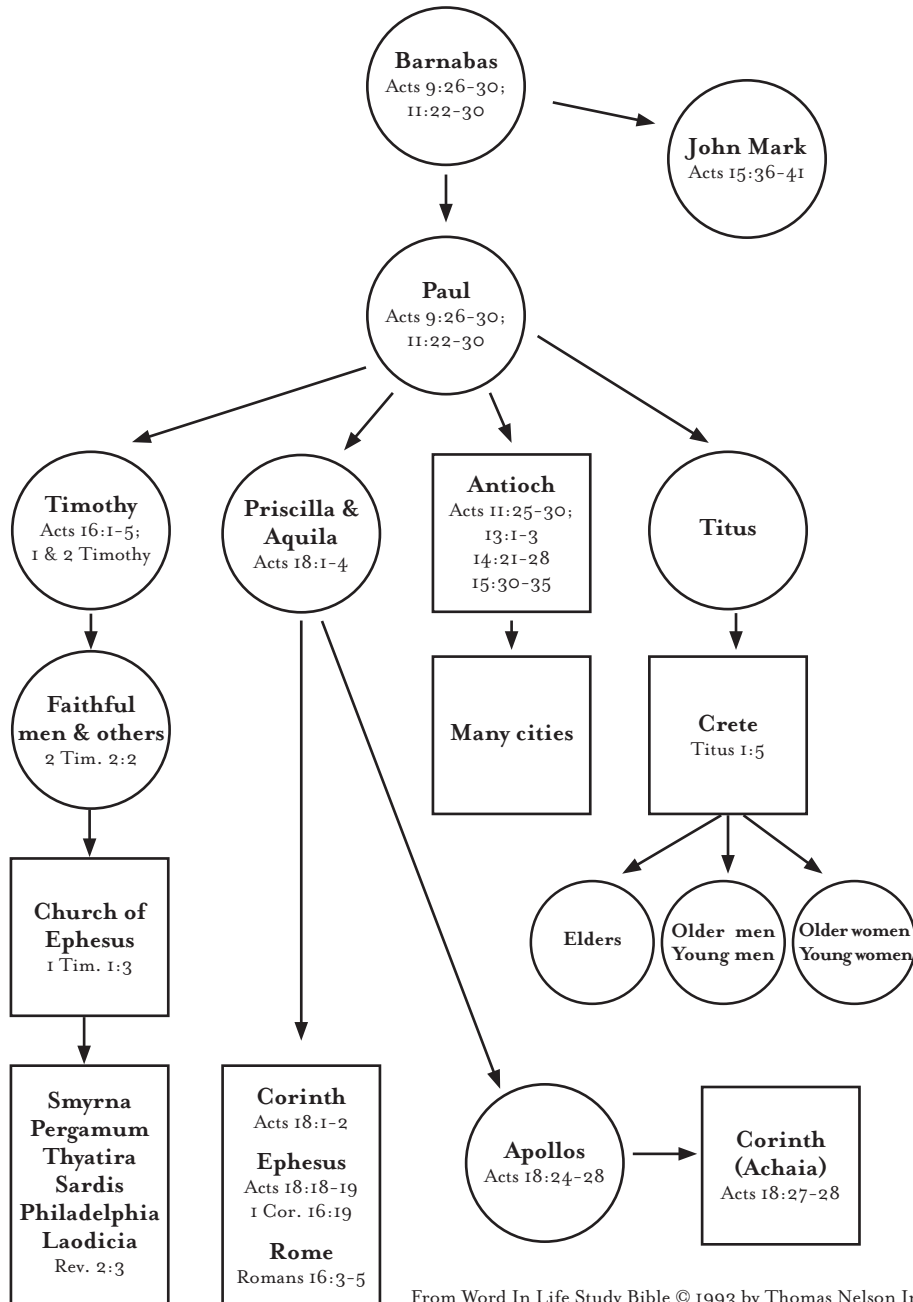 Barnabas
Acts 9:26-30;
11:22-30
John Mark
Acts 15:36-41
Paul
Acts 9:26-30;
11:22-30
Timothy
Acts 16:1-5;
1 & 2 Timothy
Priscilla &
Aquila
Acts 18:1-4
Antioch
Acts 11:25-30;
13:1-3
14:21-28
15:30-35
Titus
Faithful
men & others
2 Tim. 2:2
Many cities
Crete
Titus 1:5
Church of
Ephesus
1 Tim. 1:3
Elders
Older men
Young men
Older women
Young women
Smyrna
Pergamum
Thyatira
Sardis
Philadelphia
Laodicia
Rev. 2:3
Corinth
Acts 18:1-2
Ephesus
Acts 18:18-19
1 Cor. 16:19
Rome
Romans 16:3-5
Apollos
Acts 18:24-28
Corinth
(Achaia)
Acts 18:27-28
From Word In Life Study Bible © 1993 by Thomas Nelson